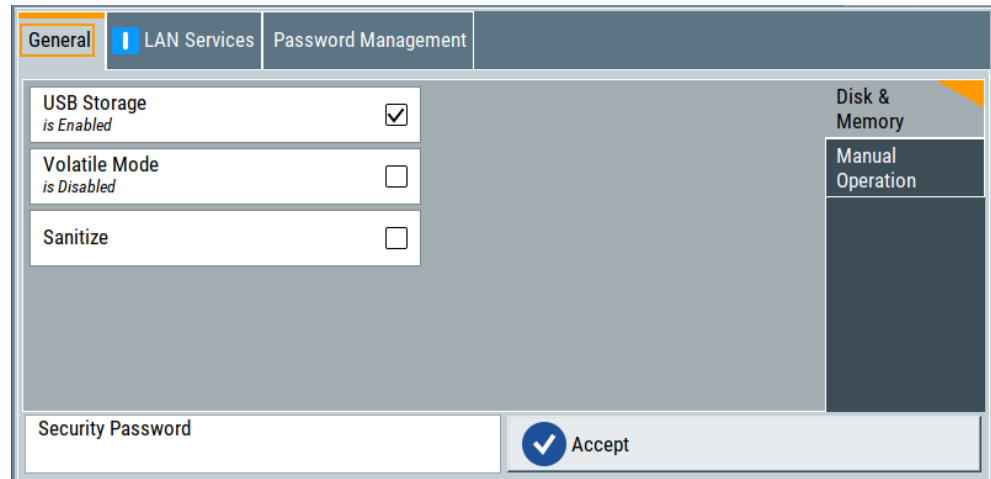 General LAN Services Password Management
USB Storage
is Enabled
Volatile Mode
is Disabled
Sanitize
Disk &
Memory
Manual
Operation
Security Password
Accept